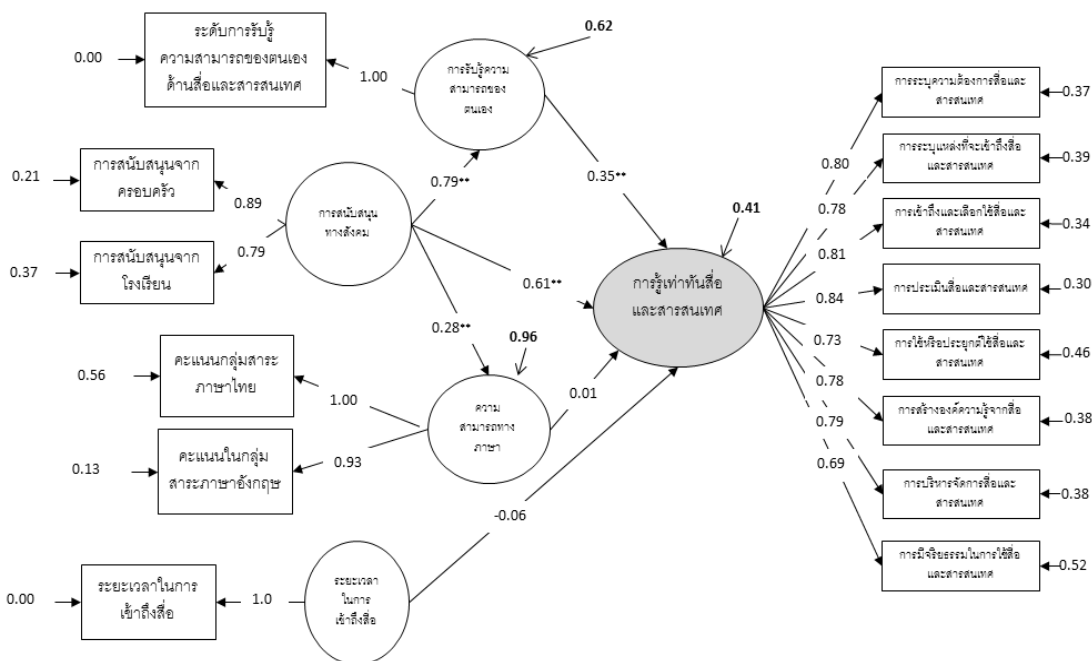 0.00
ระดับการรับรู้
ความสามารถของตนเอง
ด้านสื่อและสารสนเทศ
1.00
การรับรู้ความ
สามารถของ
ตนเอง
0.62
0.21
การสนับสนุนจาก
ครอบครัว
0.89
0.37
การสนับสนุนจาก
โรงเรียน
0.79
การสนับสนุน
ทางสังคม
0.79**
0.35**
0.61**
0.28**
0.41
การรู้เท่าทันสื่อ
และสารสนเทศ
0.56
คะแนนกลุ่มสาระ
ภาษาไทย
1.00
0.13
คะแนนในกลุ่ม
สาระภาษาอังกฤษ
0.93
ความ
สามารถทาง
ภาษา
0.96
0.01
-0.06
0.00
ระยะเวลาในการ
เข้าถึงสื่อ
1.0
ระยะเวลา
ในการ
เข้าถึงสื่อ
0.80
การระบุความต้องการสื่อและ
สารสนเทศ
0.37
0.78
การระบุแหล่งที่จะเข้าถึงสื่อ
และสารสนเทศ
0.39
0.81
การเข้าถึงและเลือกใช้สื่อและ
สารสนเทศ
0.34
0.84
การประเมินสื่อและสารสนเทศ
0.30
0.73
การใช้หรือประยุกต์ใช้สื่อและ
สารสนเทศ
0.46
0.78
การสร้างองค์ความรู้จากสื่อ
และสารสนเทศ
0.38
0.79
การบริหารจัดการสื่อและ
สารสนเทศ
0.38
0.69
การมีจริยธรรมในการใช้สื่อ
และสารสนเทศ
0.52